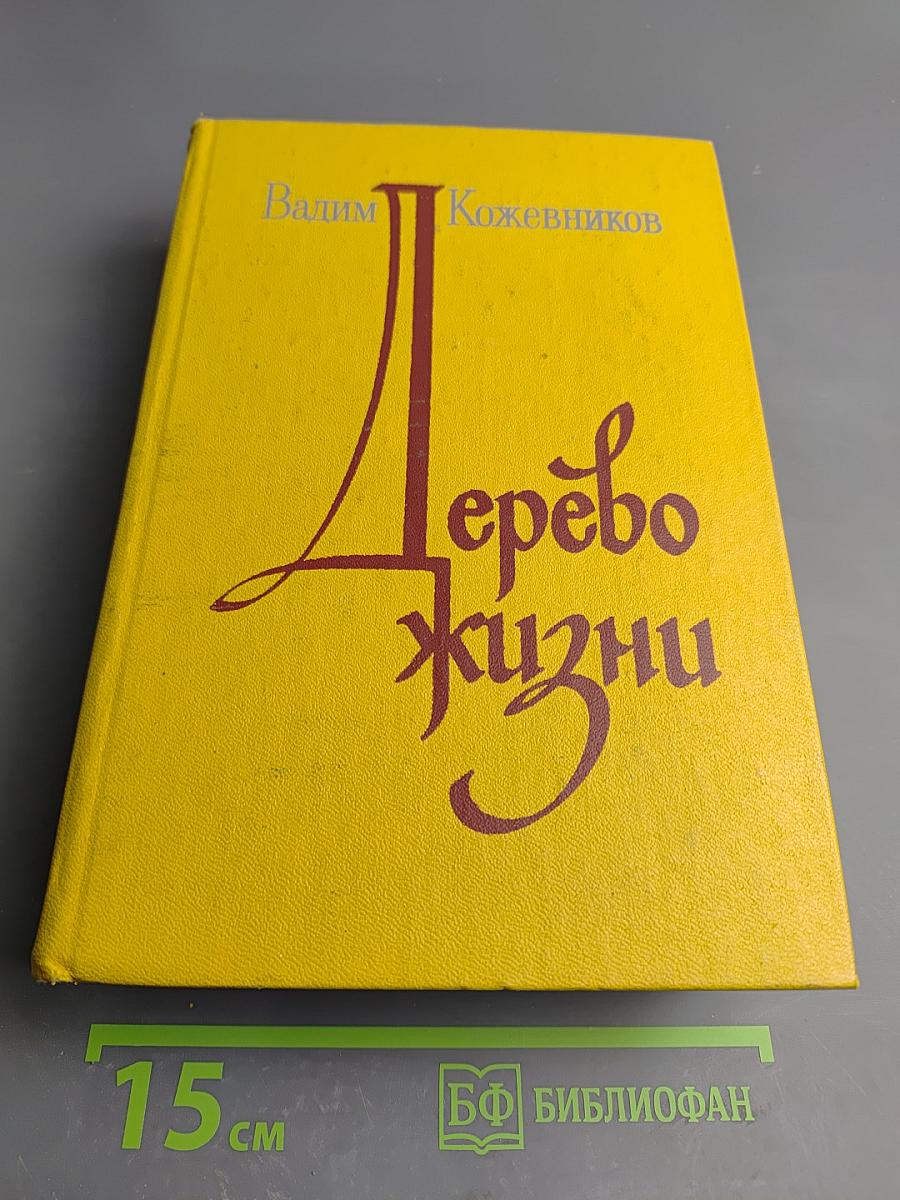 Вадим Кожевников
Дерево
жизни
15 см
БФ БИБЛИОФАН